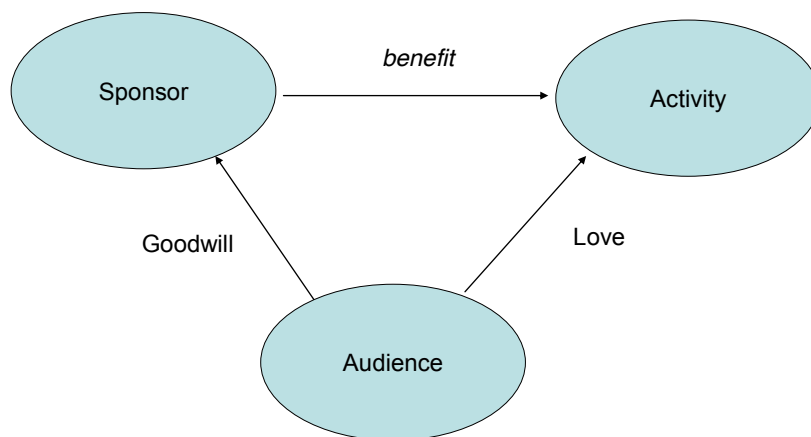 benefit
Sponsor
Activity
Goodwill
Love
Audience